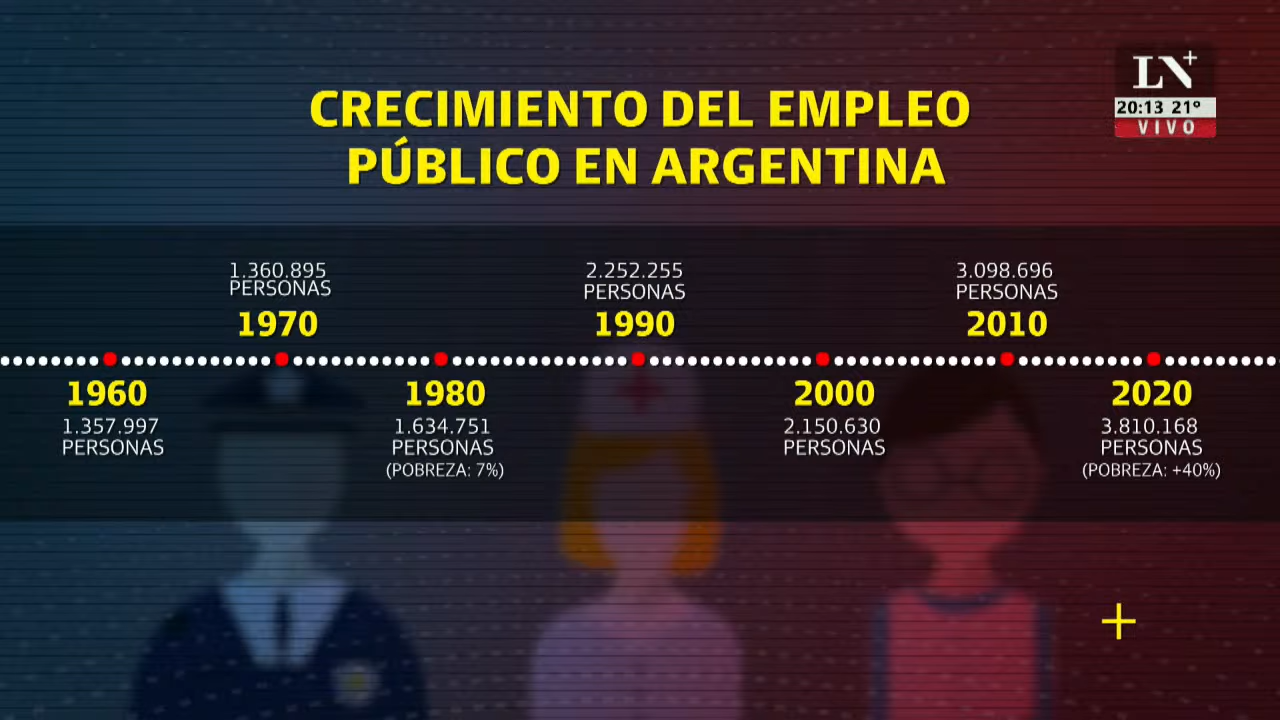 CRECIMIENTO DEL EMPLEO
PÚBLICO EN ARGENTINA
LN+
20:13 21°
VIVO
1.360.895
PERSONAS
1970
2.252.255
PERSONAS
1990
3.098.696
PERSONAS
2010
1960
1.357.997
PERSONAS
1980
1.634.751
PERSONAS
(POBREZA: 7%)
2000
2.150.630
PERSONAS
2020
3.810.168
PERSONAS
(POBREZA: +40%)